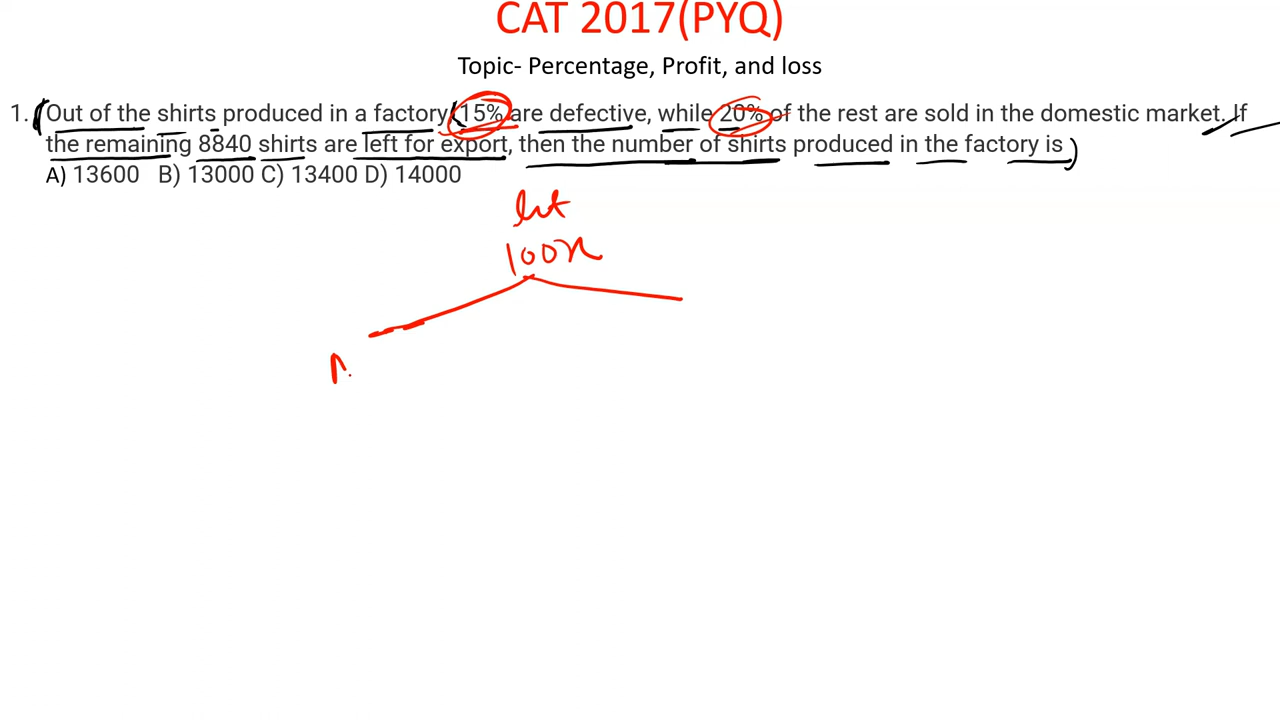 CAT 2017(PYQ)
Topic- Percentage, Profit, and loss
1. Out of the shirts produced in a factory, 15% are defective, while 20% of the rest are sold in the domestic market. If
the remaining 8840 shirts are left for export, then the number of shirts produced in the factory is
A) 13600 B) 13000 C) 13400 D) 14000
let
100x